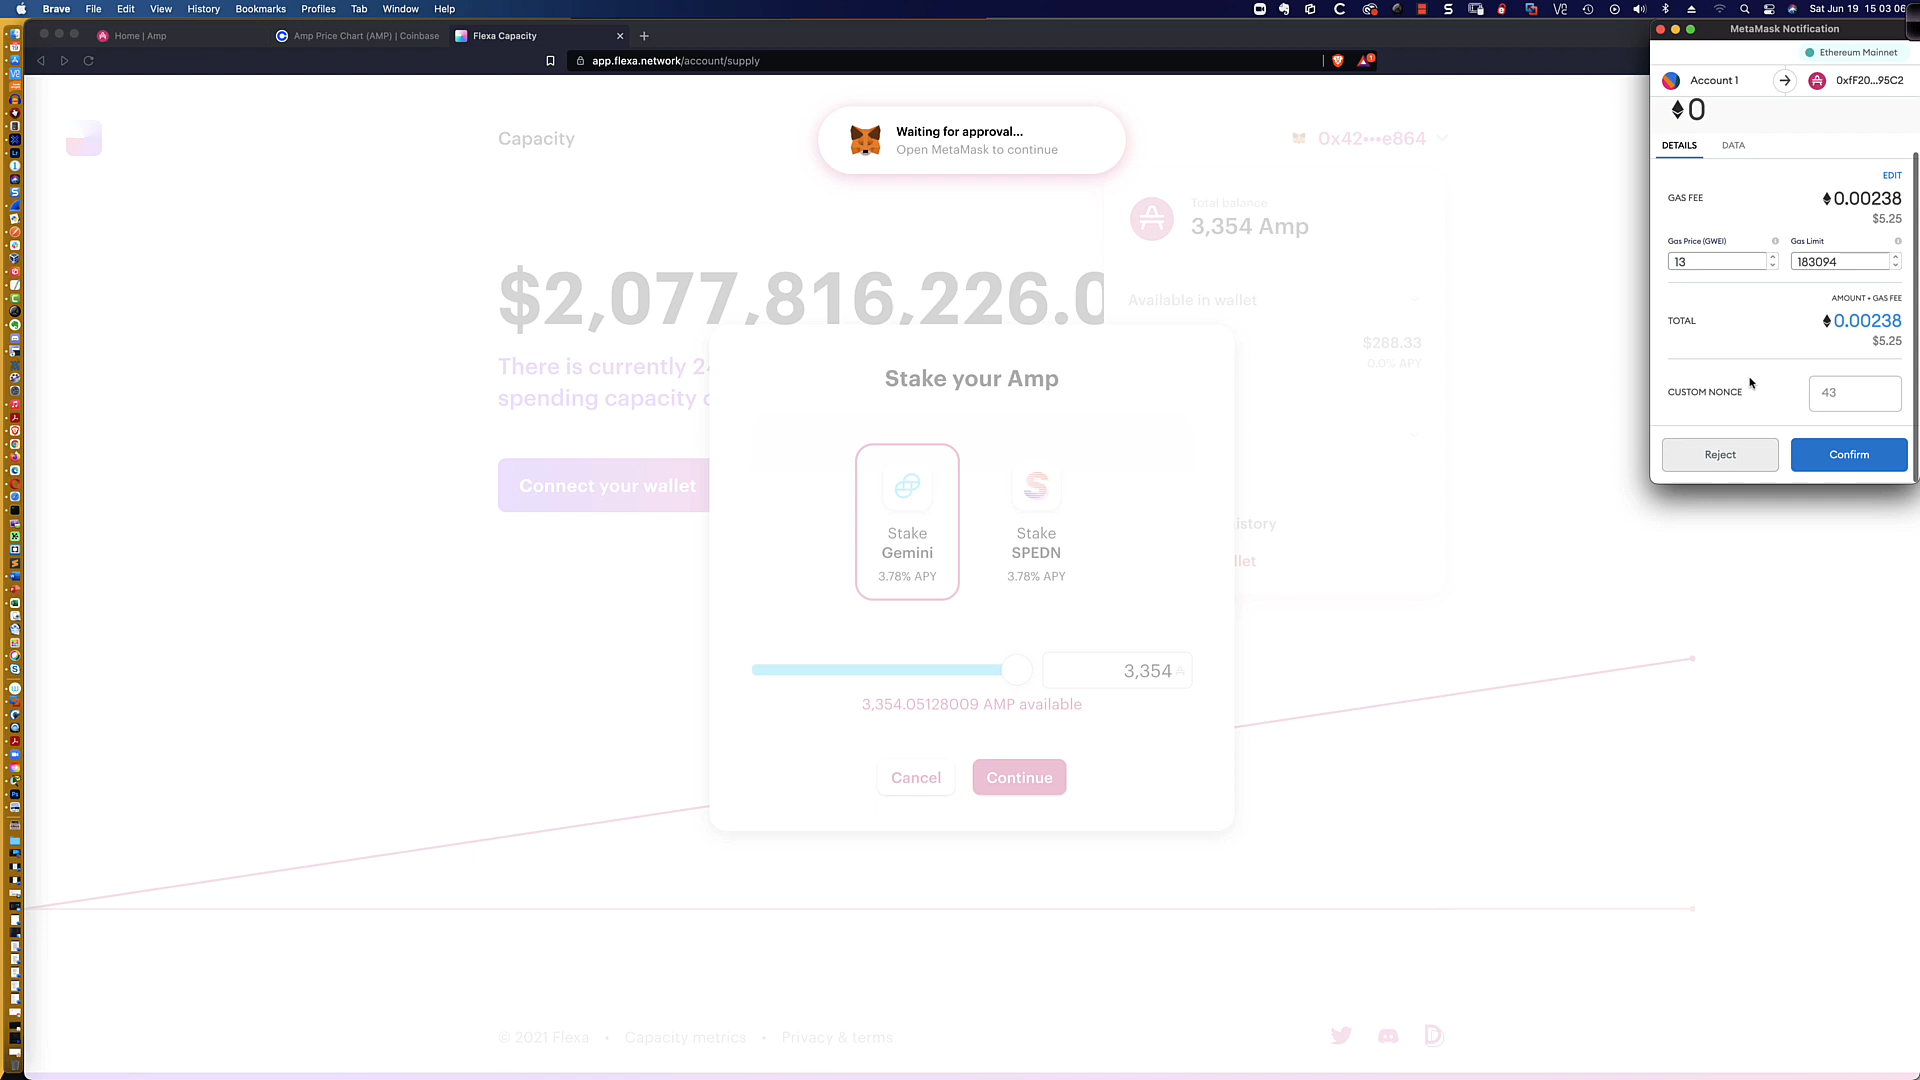 Brave File Edit View History Bookmarks Profiles Tab Window Help
Sat Jun 19 15 03 06
Home | Amp
Amp Price Chart (AMP) | Coinbase
Flexa Capacity
app.flexa.network/account/supply
Capacity
Waiting for approval...
Open MetaMask to continue
0x42•••e864
Total balance
3,354 Amp
$2,077,816,226.0
Available in wallet
$288.33
0.0% APY
There is currently 2
spending capacity
Connect your wallet
Stake your Amp
Stake
Gemini
3.78% APY
Stake
SPEDN
3.78% APY
istory
llet
3,354
3,354.05128009 AMP available
Cancel
Continue
© 2021 Flexa • Capacity metrics • Privacy & terms
MetaMask Notification
Ethereum Mainnet
Account 1
0xfF20...95C2
0
DETAILS
DATA
EDIT
GAS FEE
0.00238
$5.25
Gas Price (GWEI)
Gas Limit
13
183094
AMOUNT + GAS FEE
TOTAL
0.00238
$5.25
CUSTOM NONCE
43
Reject
Confirm